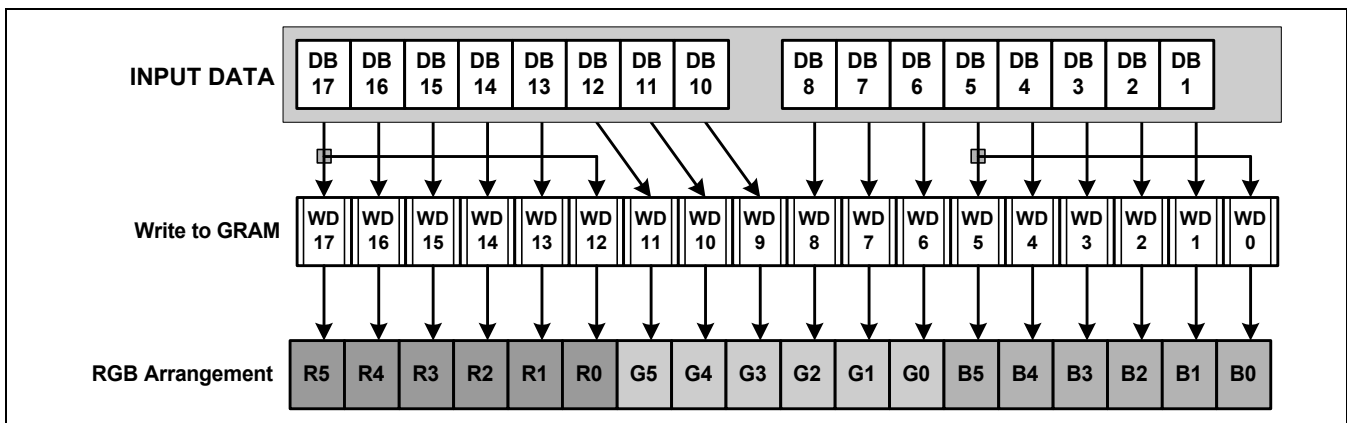 INPUT DATA
DB DB DB DB DB DB DB DB DB DB DB DB DB DB DB DB
17 16 15 14 13 12 11 10 8 7 6 5 4 3 2 1
Write to GRAM
WD WD WD WD WD WD WD WD WD WD WD WD WD WD WD WD WD WD
17 16 15 14 13 12 11 10 9 8 7 6 5 4 3 2 1 0
RGB Arrangement R5 R4 R3 R2 R1 R0 G5 G4 G3 G2 G1 G0 B5 B4 B3 B2 B1 B0